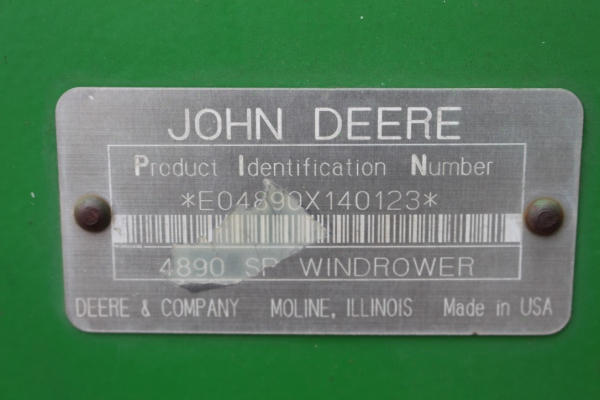 JOHN DEERE
Product Identification Number
*E04890X140123*
4890 SP WINDROWER
DEERE & COMPANY MOLINE, ILLINOIS Made in USA